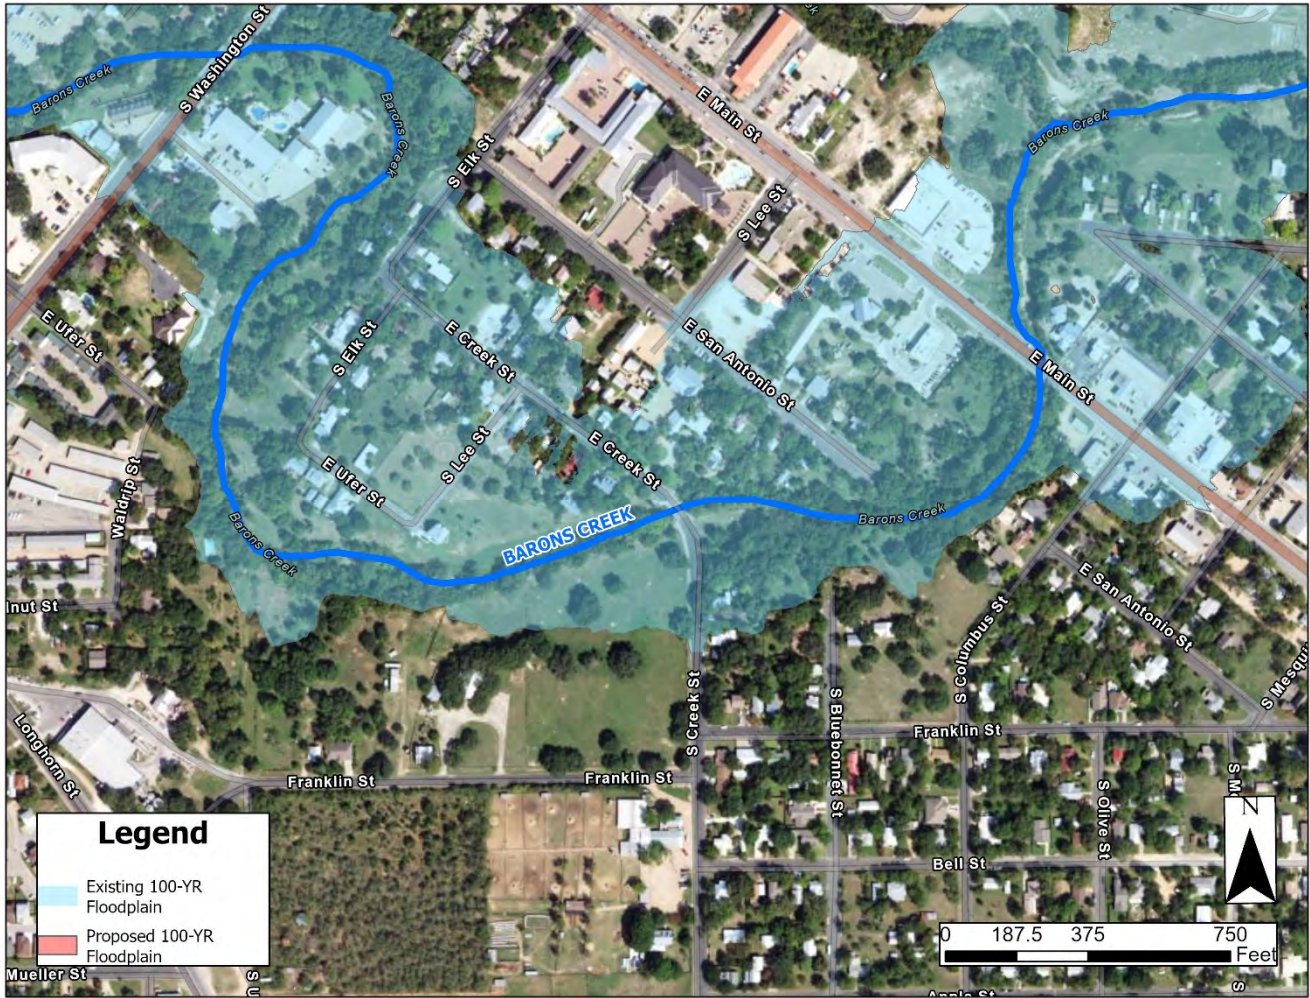 S Washington St
Barons Creek
Barons Creek
S Elk St
E Main St
S Lee St
Barons Creek
E Ufer St
S Elk St
E Creek St
E San Antonio St
E Main St
S Lee St
E Creek St
E Ufer St
Waldrip St
Barons Creek
BARONS CREEK
Barons Creek
lnut St
E San Antonio St
S Columbus St
S Mesqui
S Creek St
S Bluebonnet St
Franklin St
Longhorn St
Franklin St
Franklin St
S Olive St
S M
N
Bell St
Legend
Existing 100-YR
Floodplain
Proposed 100-YR
Floodplain
0 187.5 375 750
Feet
Mueller St
S U
S
Apple St